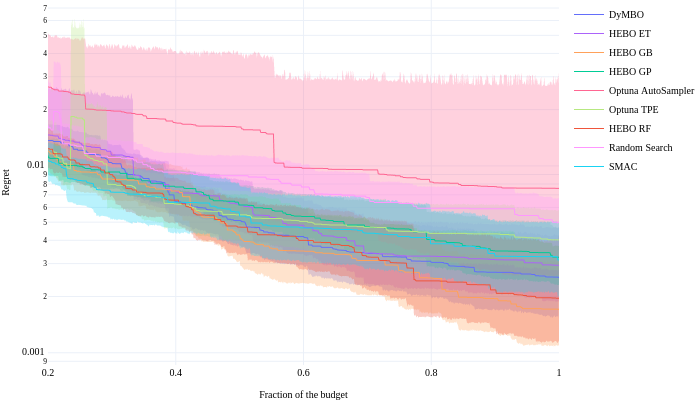 7
6
5
4
3
2
0.01
8
7
6
5
4
3
2
0.001
9
Regret
0.2
0.4
0.6
0.8
1
Fraction of the budget
DyMBO
HEBO ET
HEBO GB
HEBO GP
Optuna AutoSampler
Optuna TPE
HEBO RF
Random Search
SMAC